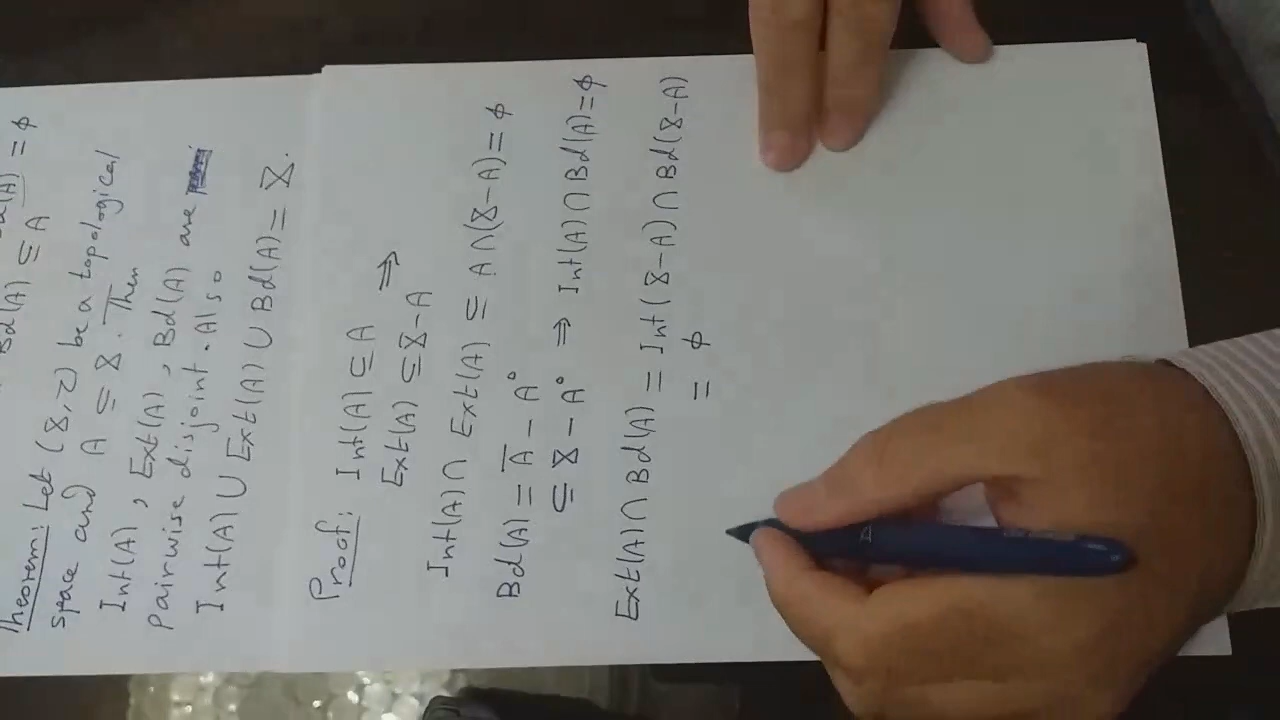 Bd(A) ⊆ A
Theorem: Let (X,τ) be a topological
space and A ⊆ X. Then
Int(A), Ext(A), Bd(A) are
pairwise disjoint. Also
Int(A) ∪ Ext(A) ∪ Bd(A) = X.
Proof: Int(A) ⊆ A
Ext(A) ⊆ X-A ⇒
Int(A) ∩ Ext(A) ⊆ A ∩ (X-A) = φ
Bd(A) = A̅ - A°
⊆ X - A° ⇒ Int(A) ∩ Bd(A) = φ
Ext(A) ∩ Bd(A) = Int(X-A) ∩ Bd(X-A)
= φ